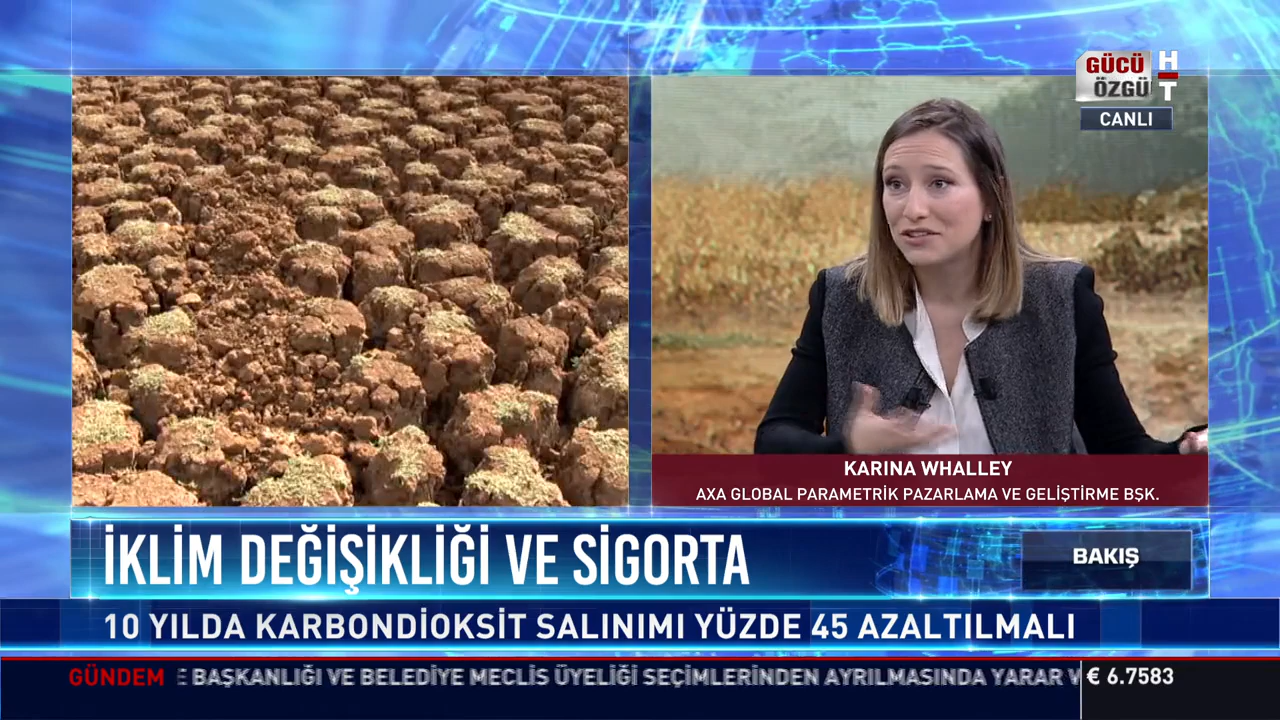 GÜCÜ
ÖZGÜ
HT
CANLI
KARINA WHALLEY
AXA GLOBAL PARAMETRİK PAZARLAMA VE GELİŞTİRME BŞK.
İKLİM DEĞİŞİKLİĞİ VE SİGORTA
BAKIŞ
10 YILDA KARBONDİOKSİT SALINIMI YÜZDE 45 AZALTILMALI
GÜNDEM
BAŞKANLIĞI VE BELEDİYE MECLİS ÜYELİĞİ SEÇİMLERİNDEN AYRILMASINDA YARAR
€ 6.7583